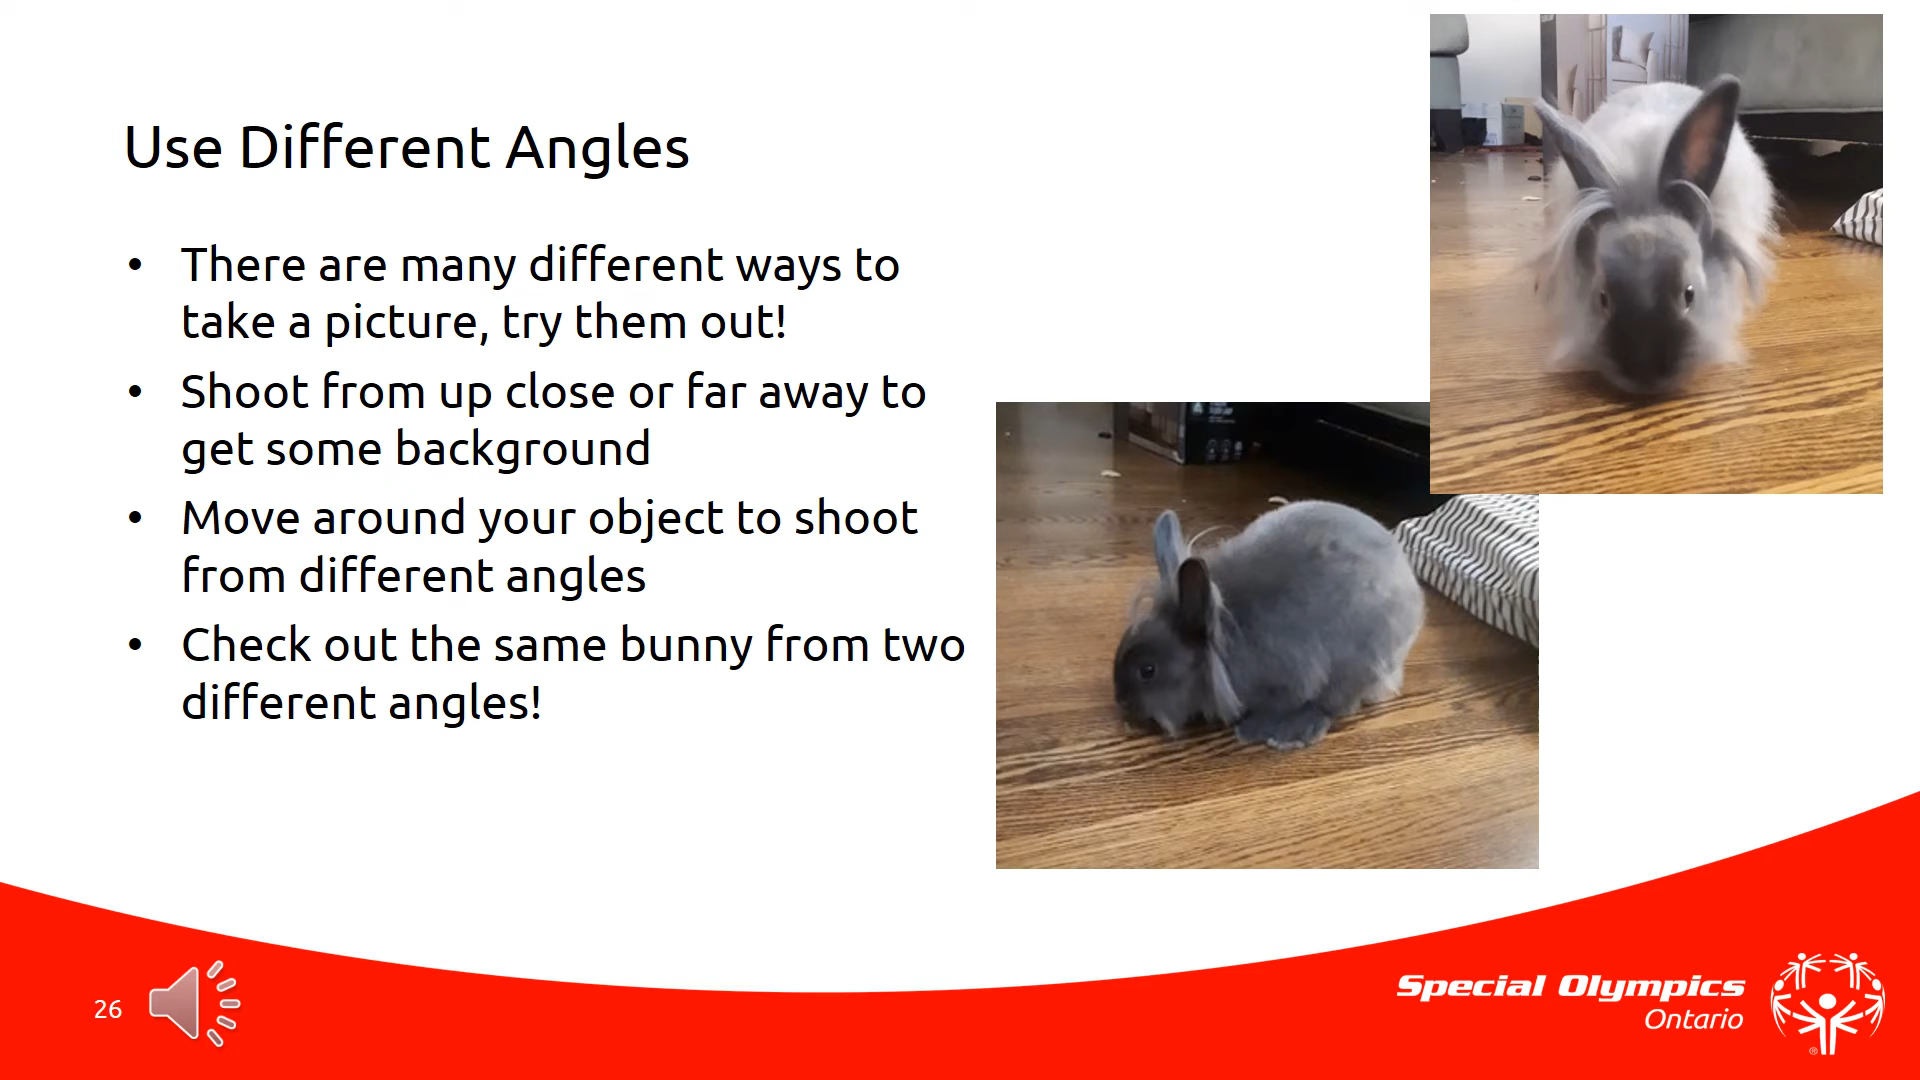 Use Different Angles
• There are many different ways to
take a picture, try them out!
• Shoot from up close or far away to
get some background
• Move around your object to shoot
from different angles
• Check out the same bunny from two
different angles!
26
Special Olympics
Ontario
®